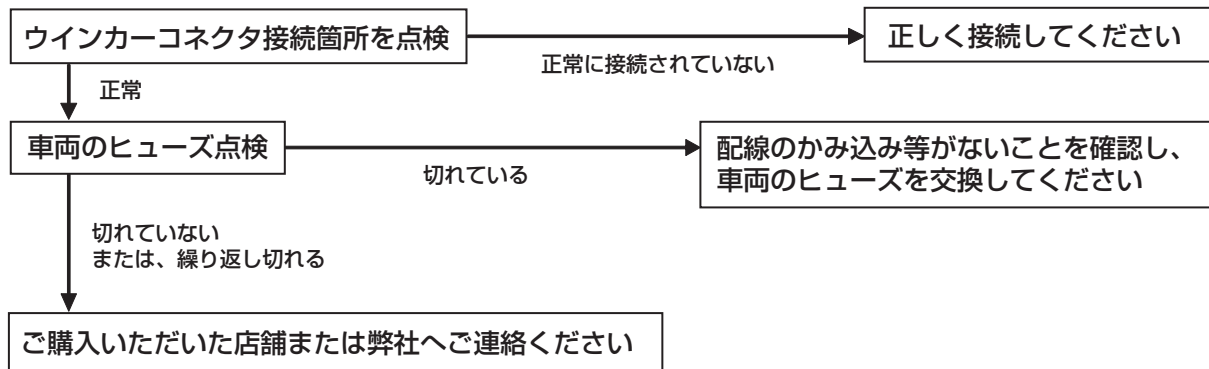 ウインカーコネクタ接続箇所を点検
正常に接続されていない
正しく接続してください
正常
車両のヒューズ点検
切れている
配線のかみ込み等がないことを確認し、
車両のヒューズを交換してください
切れていない
または、繰り返し切れる
ご購入いただいた店舗または弊社へご連絡ください